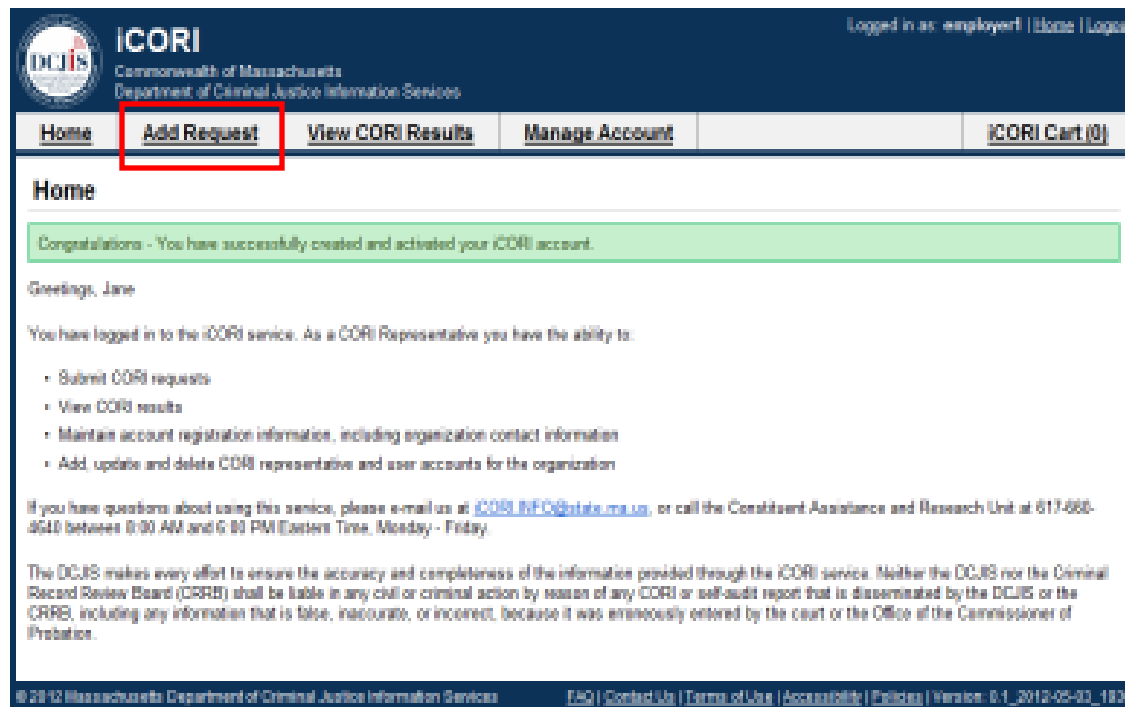 DCJIS
iCORI
Commonwealth of Massachusetts
Department of Criminal Justice Information Services
Logged in as: employer1 | Home | Logou
Home Add Request View CORI Results Manage Account iCORI Cart (0)
Home
Congratulations - You have successfully created and activated your iCORI account.
Greetings, Jane
You have logged in to the iCORI service. As a CORI Representative you have the ability to:
• Submit CORI requests
• View CORI results
• Maintain account registration information, including organization contact information
• Add, update and delete CORI representative and user accounts for the organization
If you have questions about using this service, please e-mail us at iCORI.INFO@state.ma.us, or call the Constituent Assistance and Research Unit at 617-660-
4640 between 8:00 AM and 6:00 PM Eastern Time, Monday - Friday.
The DCJIS makes every effort to ensure the accuracy and completeness of the information provided through the iCORI service. Neither the DCJIS nor the Criminal
Record Review Board (CRRB) shall be liable in any civil or criminal action by reason of any CORI or self-audit report that is disseminated by the DCJIS or the
CRRB, including any information that is false, inaccurate, or incorrect, because it was erroneously entered by the court or the Office of the Commissioner of
Probation.
© 2012 Massachusetts Department of Criminal Justice Information Services FAQ | Contact Us | Terms of Use | Accessibility | Policies | Version: 0.1_2012-05-03_193